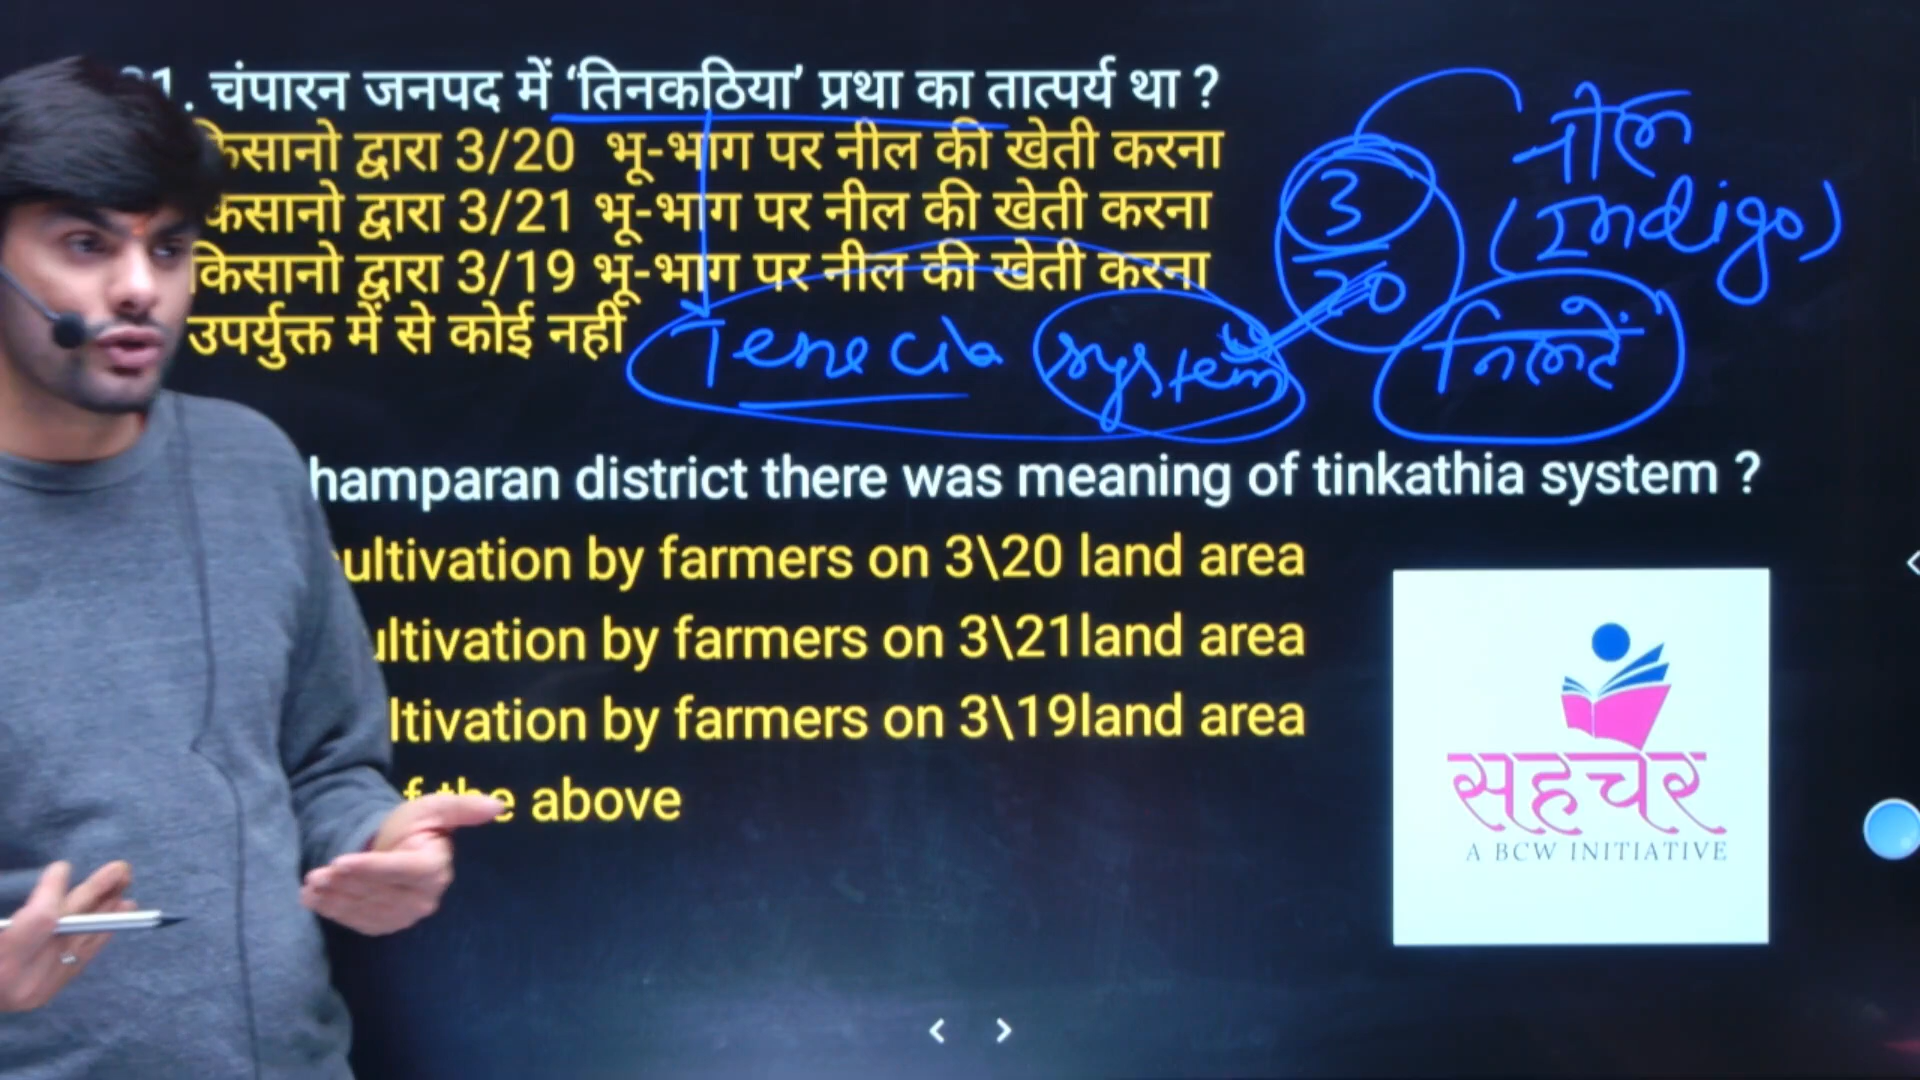 1. चंपारन जनपद में ‘तिनकठिया’ प्रथा का तात्पर्य था ?
किसानो द्वारा 3/20 भू-भाग पर नील की खेती करना
किसानो द्वारा 3/21 भू-भाग पर नील की खेती करना
किसानो द्वारा 3/19 भू-भाग पर नील की खेती करना
उपर्युक्त में से कोई नहीं
3
20
नील
(Indigo)
system
hamparan district there was meaning of tinkathia system ?
ultivation by farmers on 3\20 land area
ultivation by farmers on 3\21land area
ltivation by farmers on 3\19land area
f the above
सहचर
A BCW INITIATIVE